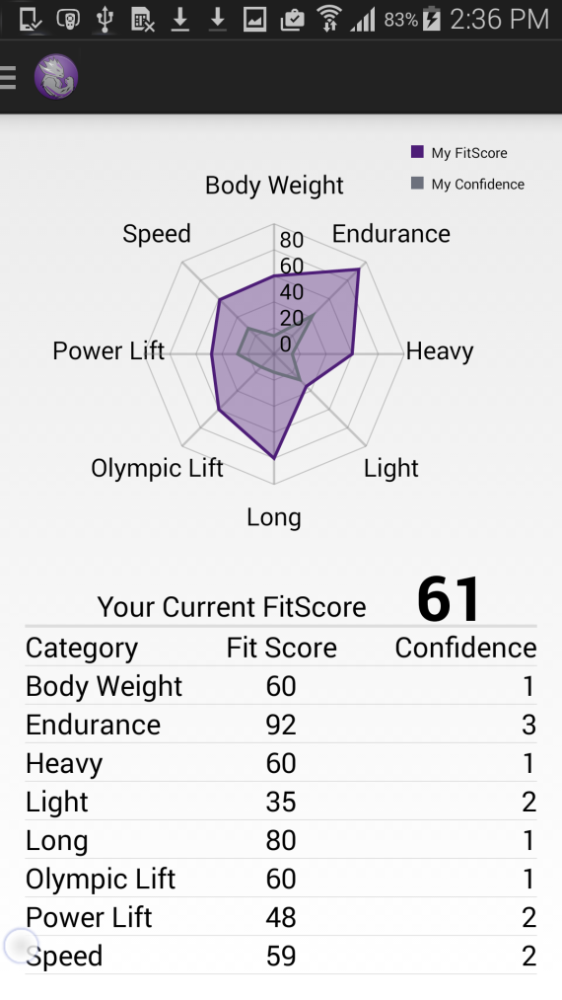 83% 2:36 PM
My FitScore
My Confidence
Body Weight
Speed
Endurance
80
60
40
20
0
Power Lift
Heavy
Olympic Lift
Light
Long
Your Current FitScore 61
Category Fit Score Confidence
Body Weight 60 1
Endurance 92 3
Heavy 60 1
Light 35 2
Long 80 1
Olympic Lift 60 1
Power Lift 48 2
Speed 59 2